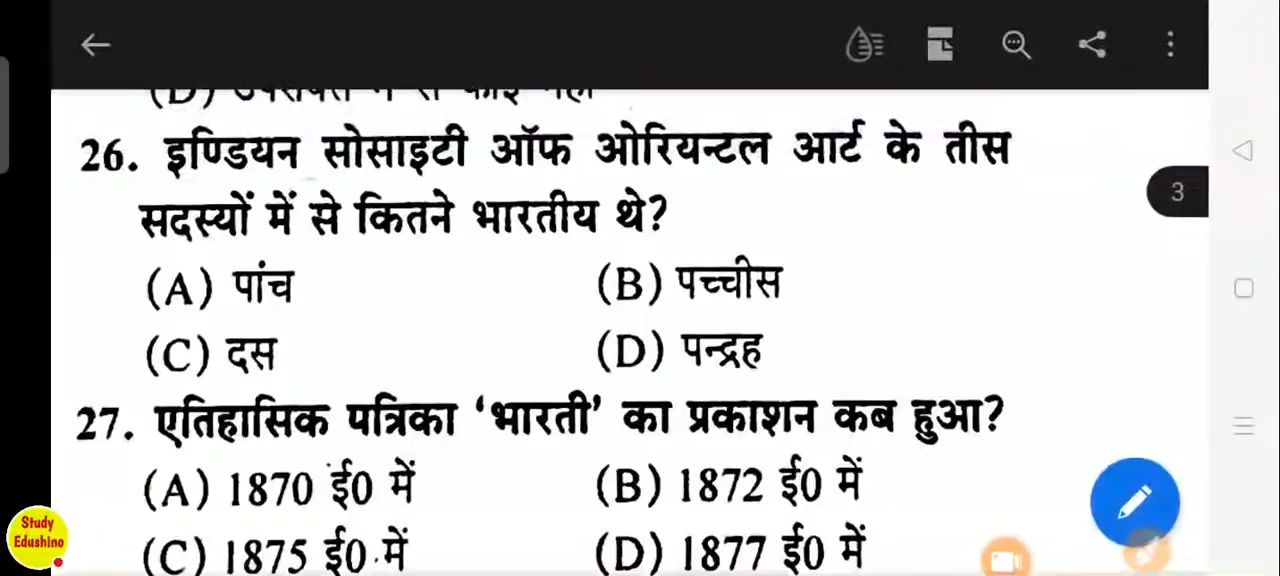 3
26. इण्डियन सोसाइटी ऑफ ओरियन्टल आर्ट के तीस
सदस्यों में से कितने भारतीय थे?
(A) पांच (B) पच्चीस
(C) दस (D) पन्द्रह
27. एतिहासिक पत्रिका ‘भारती’ का प्रकाशन कब हुआ?
(A) 1870 ई0 में (B) 1872 ई0 में
(C) 1875 ई0 में (D) 1877 ई0 में
Study
Edushino